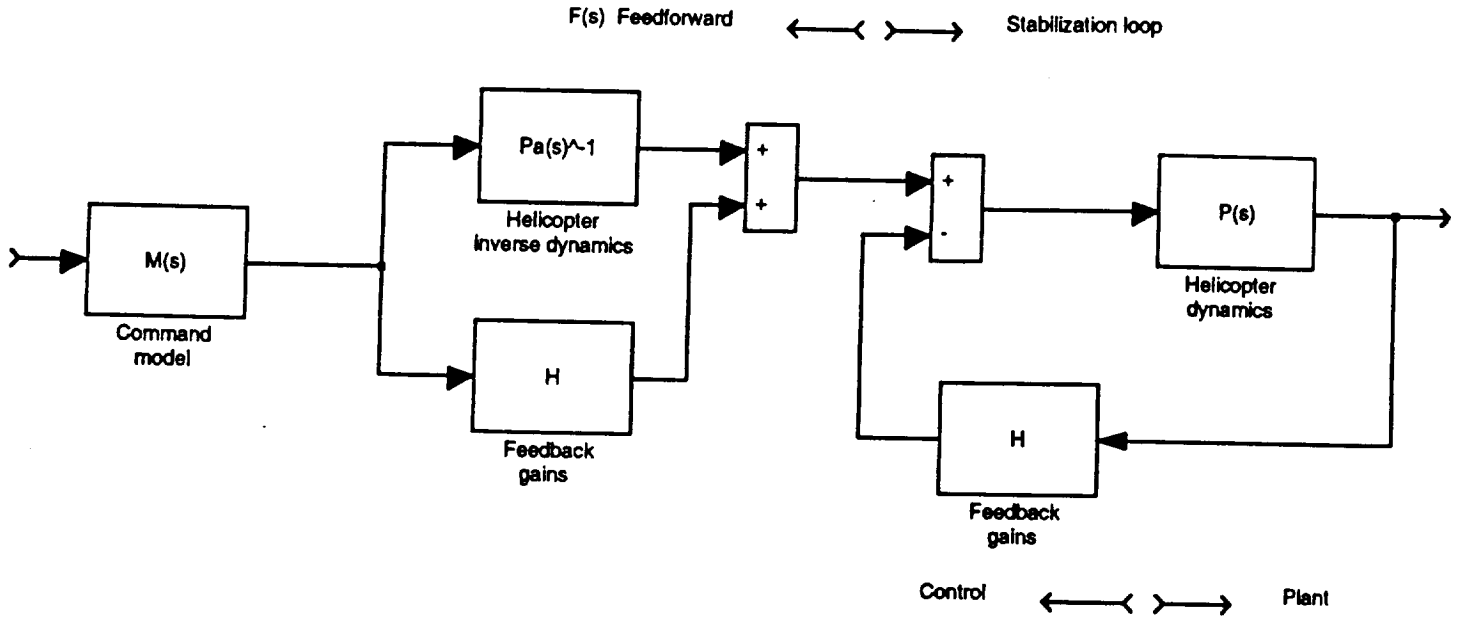 F(s) Feedforward
Stabilization loop
Pa(s)^-1
Helicopter
inverse dynamics
+
+
+
-
P(s)
Helicopter
dynamics
M(s)
Command
model
H
Feedback
gains
H
Feedback
gains
Control
Plant